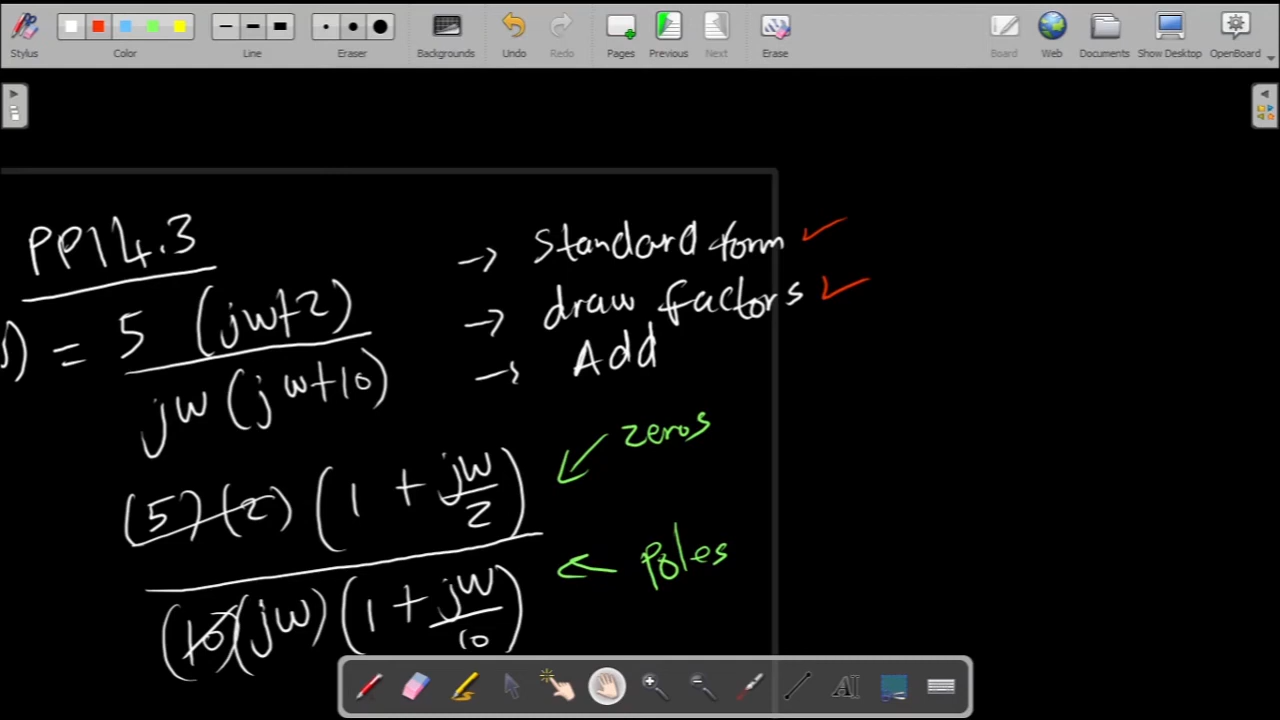 Stylus Color Line Eraser Backgrounds Undo Redo Pages Previous Next Erase Board Web Documents Show Desktop OpenBoard
PP14.3
→ Standard form ✓
→ draw factors ✓
→ Add
) = 5 (jw+2)
jw (jw+10)
(5)(2) (1 + jw/2)
← zeros
(10)(jw) (1 + jw/10)
← poles
AI